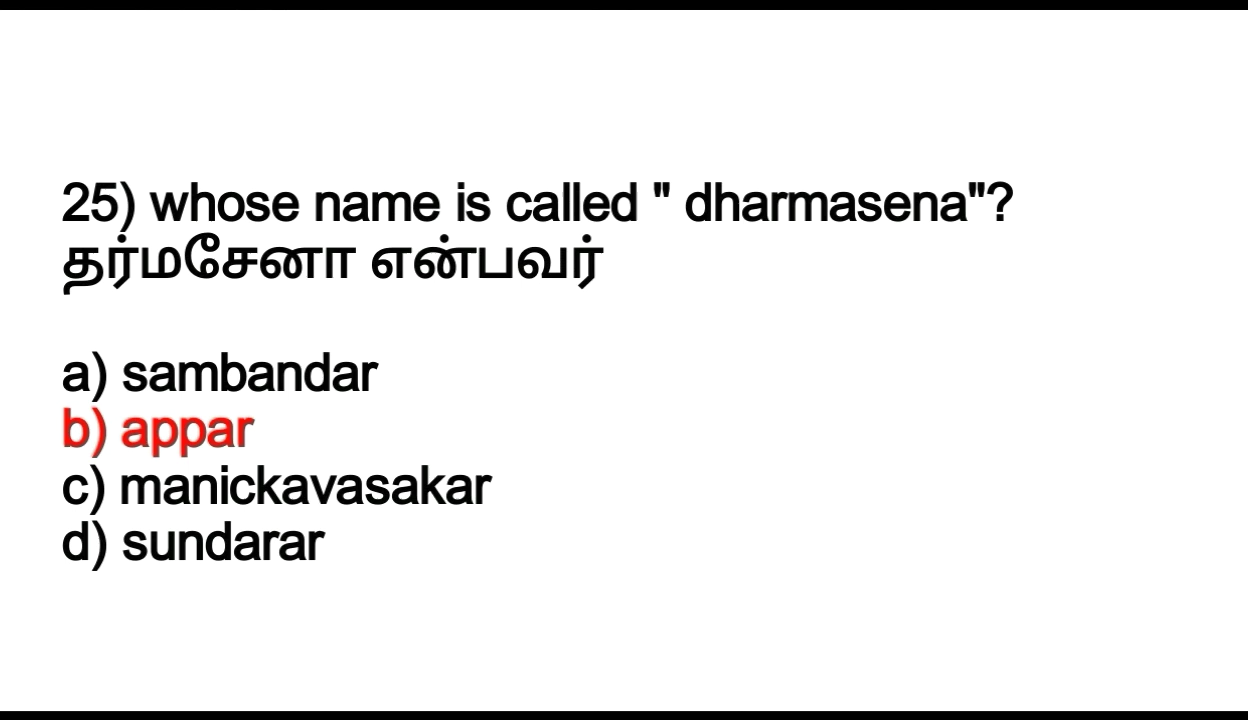 25) whose name is called " dharmasena"?
தர்மசேனா என்பவர்
a) sambandar
b) appar
c) manickavasakar
d) sundarar